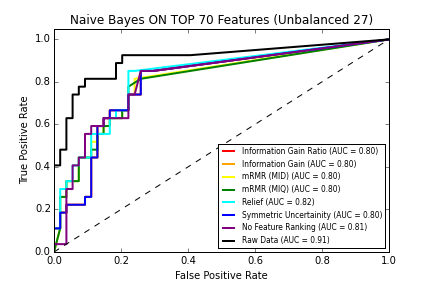 Naive Bayes ON TOP 70 Features (Unbalanced 27)
True Positive Rate
1.0
0.8
0.6
0.4
0.2
0.0
Information Gain Ratio (AUC = 0.80)
Information Gain (AUC = 0.80)
mRMR (MID) (AUC = 0.80)
mRMR (MIQ) (AUC = 0.80)
Relief (AUC = 0.82)
Symmetric Uncertainity (AUC = 0.80)
No Feature Ranking (AUC = 0.81)
Raw Data (AUC = 0.91)
0.0 0.2 0.4 0.6 0.8 1.0
False Positive Rate